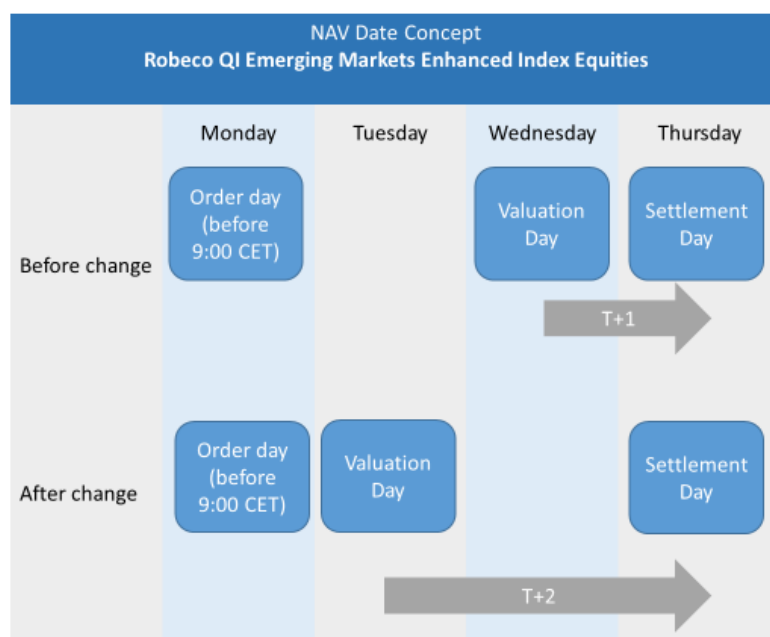 NAV Date Concept
Robeco QI Emerging Markets Enhanced Index Equities
Monday
Tuesday
Wednesday
Thursday
Before change
Order day
(before
9:00 CET)
Valuation
Day
Settlement
Day
T+1
After change
Order day
(before
9:00 CET)
Valuation
Day
Settlement
Day
T+2